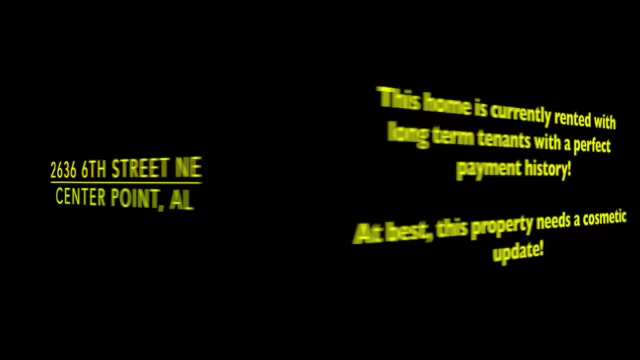 2636 6TH STREET NE
CENTER POINT, AL
This home is currently rented with
long term tenants with a perfect
payment history!
At best, this property needs a cosmetic
update!